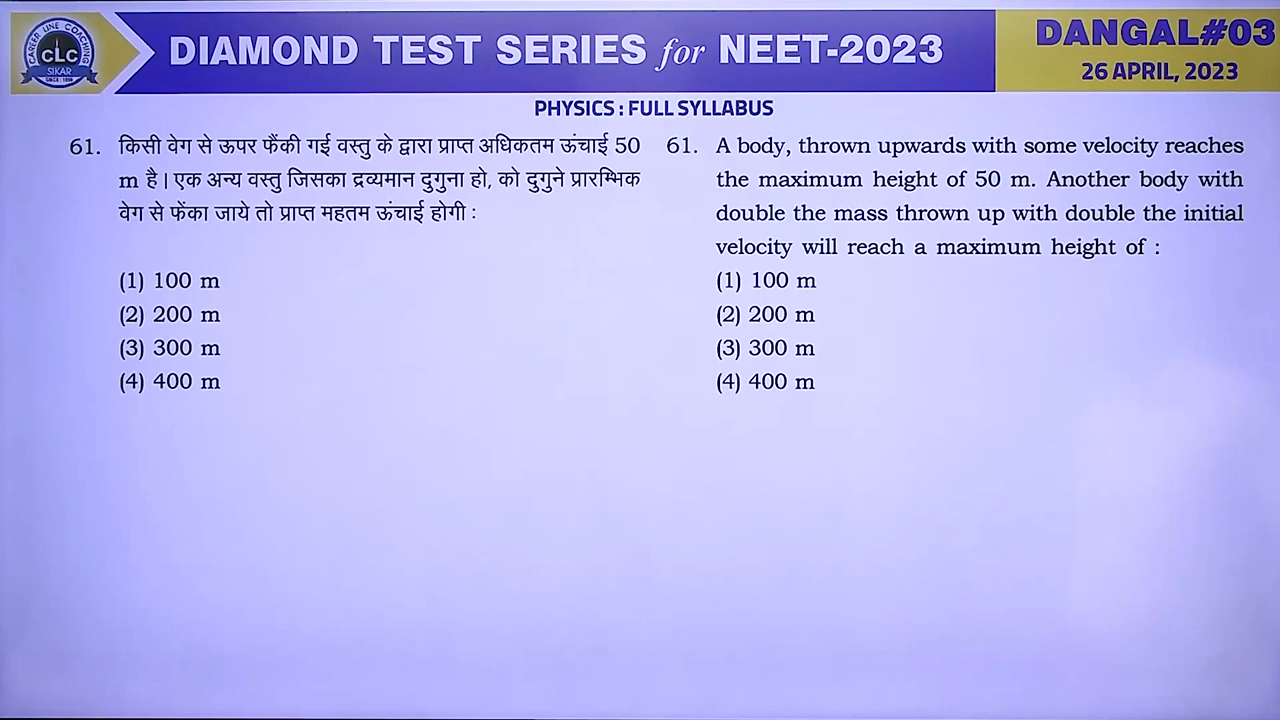 CAREER LINE COACHING
CLC
SIKAR
SINCE : 1996
DIAMOND TEST SERIES for NEET-2023
DANGAL#03
26 APRIL, 2023
PHYSICS : FULL SYLLABUS
61. किसी वेग से ऊपर फैंकी गई वस्तु के द्वारा प्राप्त अधिकतम ऊंचाई 50
m है। एक अन्य वस्तु जिसका द्रव्यमान दुगुना हो, को दुगुने प्रारम्भिक
वेग से फेंका जाये तो प्राप्त महतम ऊंचाई होगी :
(1) 100 m
(2) 200 m
(3) 300 m
(4) 400 m
61. A body, thrown upwards with some velocity reaches
the maximum height of 50 m. Another body with
double the mass thrown up with double the initial
velocity will reach a maximum height of :
(1) 100 m
(2) 200 m
(3) 300 m
(4) 400 m